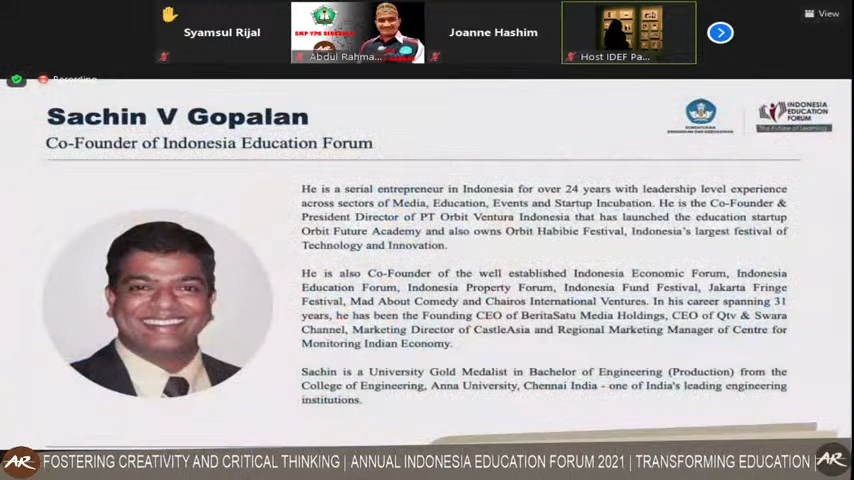 View
Syamsul Rijal
SMP YPS SINGKOLE
Abdul Rahma...
Joanne Hashim
Host IDEF Pa...
Recording
Sachin V Gopalan
Co-Founder of Indonesia Education Forum
INDONESIA
EDUCATION
FORUM
The Future of Learning
He is a serial entrepreneur in Indonesia for over 24 years with leadership level experience
across sectors of Media, Education, Events and Startup Incubation. He is the Co-Founder &
President Director of PT Orbit Ventura Indonesia that has launched the education startup
Orbit Future Academy and also owns Orbit Habibie Festival, Indonesia's largest festival of
Technology and Innovation.
He is also Co-Founder of the well established Indonesia Economic Forum, Indonesia
Education Forum, Indonesia Property Forum, Indonesia Fund Festival, Jakarta Fringe
Festival, Mad About Comedy and Chairos International Ventures. In his career spanning 31
years, he has been the Founding CEO of BeritaSatu Media Holdings, CEO of Qtv & Swara
Channel, Marketing Director of CastleAsia and Regional Marketing Manager of Centre for
Monitoring Indian Economy.
Sachin is a University Gold Medalist in Bachelor of Engineering (Production) from the
College of Engineering, Anna University, Chennai India - one of India's leading engineering
institutions.
AR FOSTERING CREATIVITY AND CRITICAL THINKING | ANNUAL INDONESIA EDUCATION FORUM 2021 | TRANSFORMING EDUCATION | AR